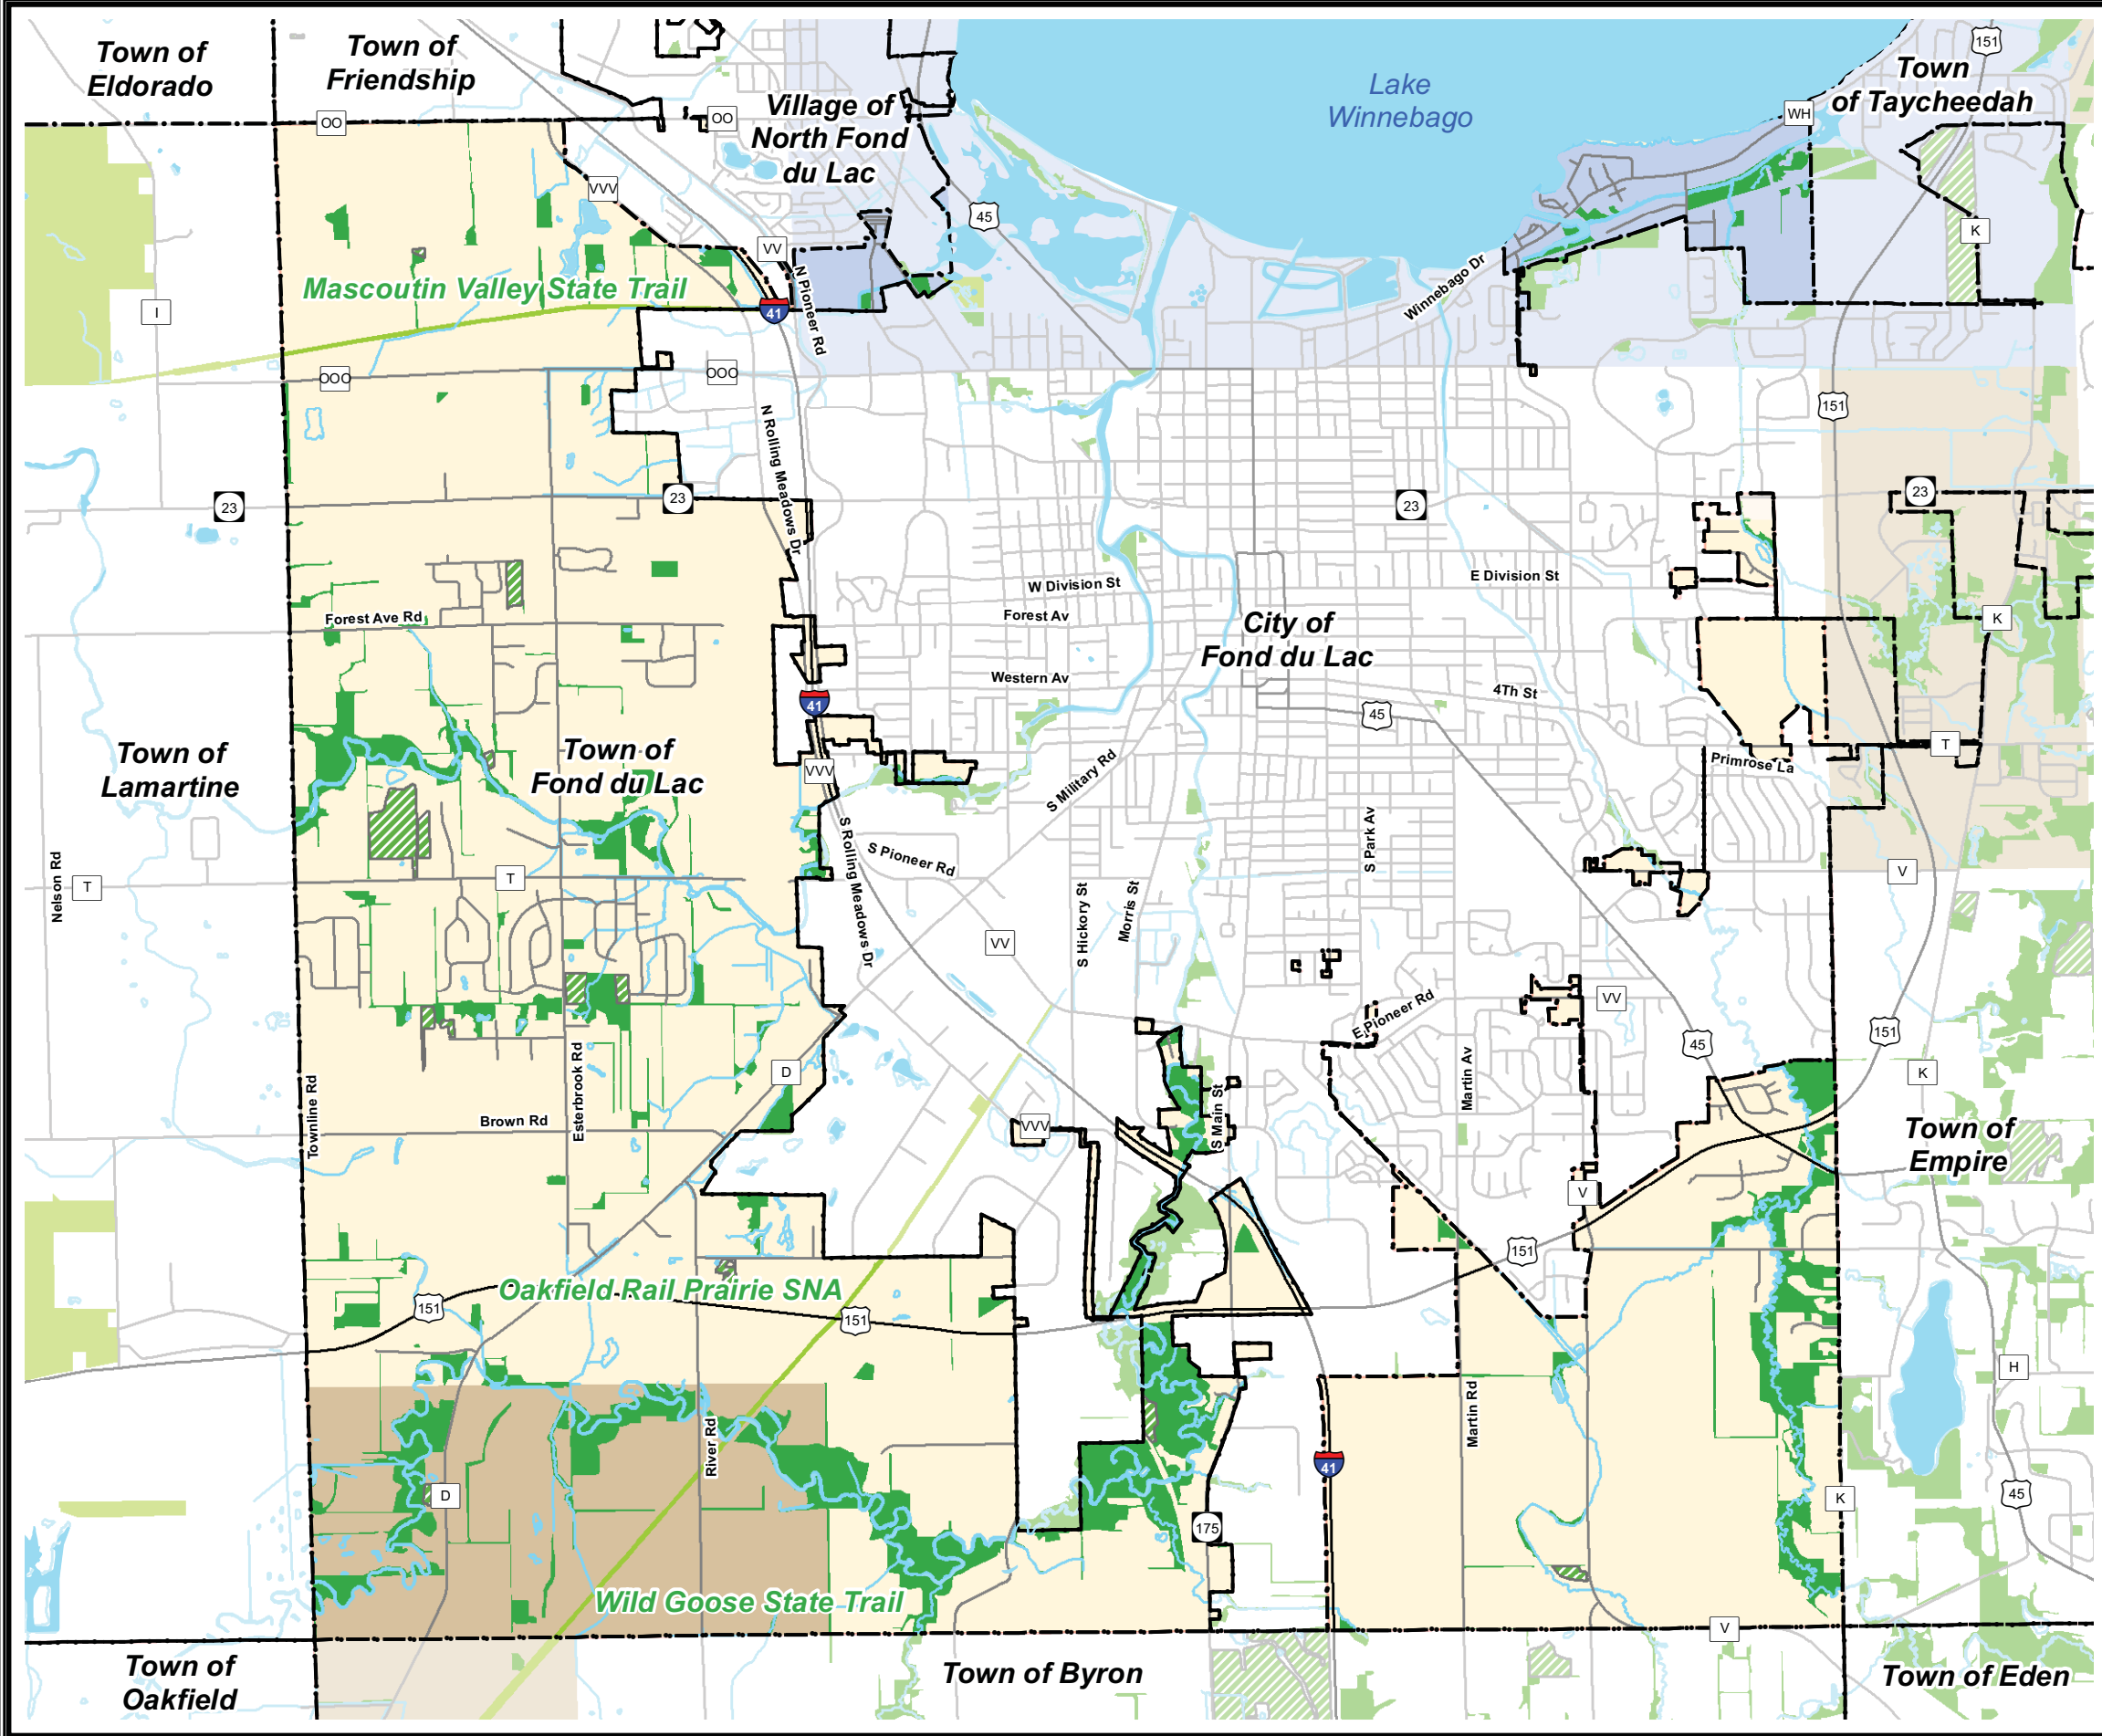 Town of
Eldorado
Town of
Friendship
Village of
North Fond
du Lac
Lake
Winnebago
Town
of Taycheedah
151
WH
OO
OO
VVV
VV
45
K
Mascoutin Valley State Trail
I
41
N Pioneer Rd
Winnebago Dr
OOO
OOO
151
N Rolling Meadows Dr
23
23
23
23
W Division St
E Division St
Forest Av
Forest Ave Rd
City of
Fond du Lac
K
Western Av
4Th St
41
45
T
Primrose La
Town of
Lamartine
Town of
Fond du Lac
VVV
S Military Rd
S Park Av
S Rolling Meadows Dr
S Pioneer Rd
V
Nelson Rd
T
T
S Hickory St
Morris St
VV
VV
E Pioneer Rd
45
151
K
D
Townline Rd
Esterbrook Rd
Brown Rd
VVV
S Main St
Martin Av
Town of
Empire
V
151
Oakfield Rail Prairie SNA
151
151
H
River Rd
Martin Rd
D
41
45
K
175
Wild Goose State Trail
V
Town of
Oakfield
Town of Byron
Town of Eden